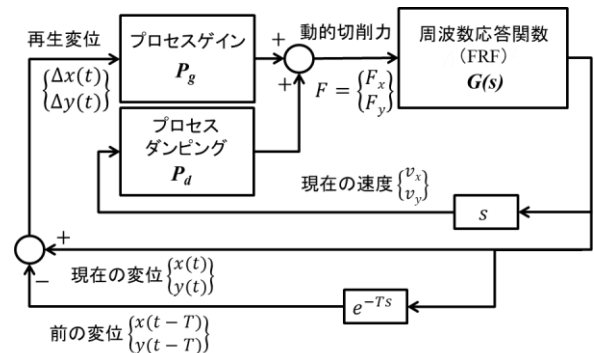 再生変位
{Δx(t)
Δy(t)}
プロセスゲイン
P_g
+
+
動的切削力
F = {F_x
F_y}
周波数応答関数
（FRF）
G(s)
プロセス
ダンピング
P_d
現在の速度{v_x
v_y}
s
+
−
現在の変位{x(t)
y(t)}
e^{-Ts}
前の変位{x(t − T)
y(t − T)}